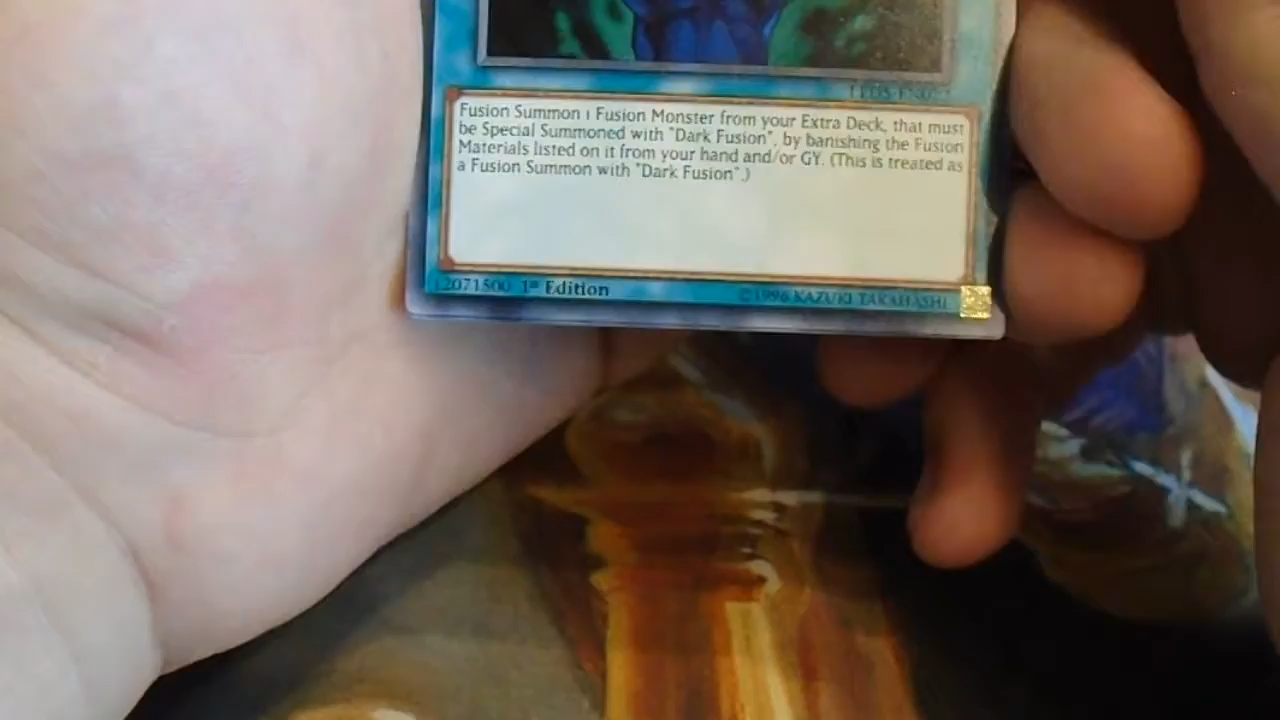 Fusion Summon 1 Fusion Monster from your Extra Deck, that must
be Special Summoned with "Dark Fusion", by banishing the Fusion
Materials listed on it from your hand and/or GY. (This is treated as
a Fusion Summon with "Dark Fusion".)
12071500 1st Edition
©1996 KAZUKI TAKAHASHI